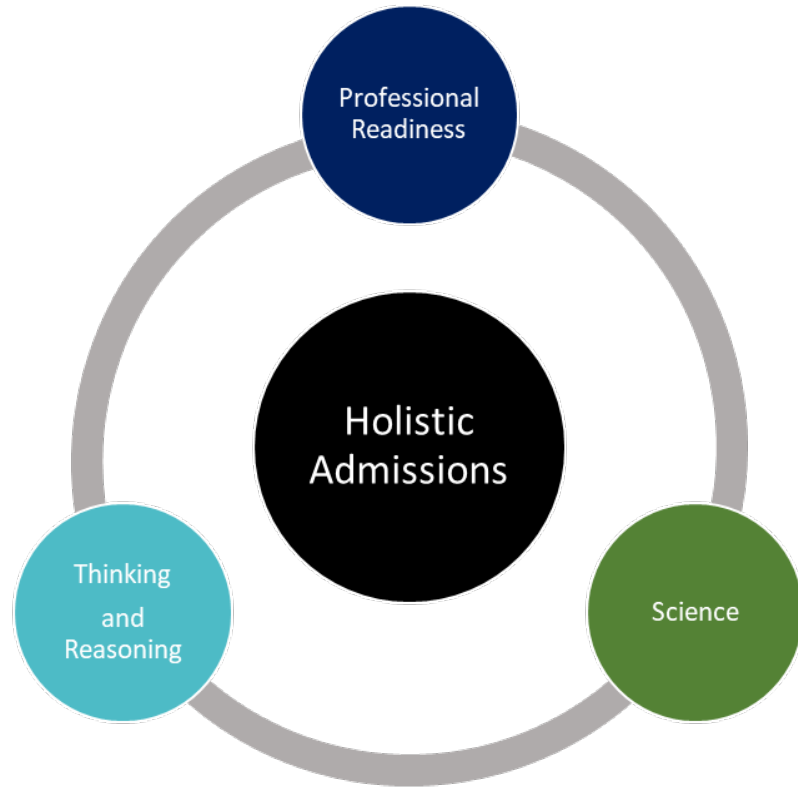 Professional
Readiness
Holistic
Admissions
Thinking
and
Reasoning
Science